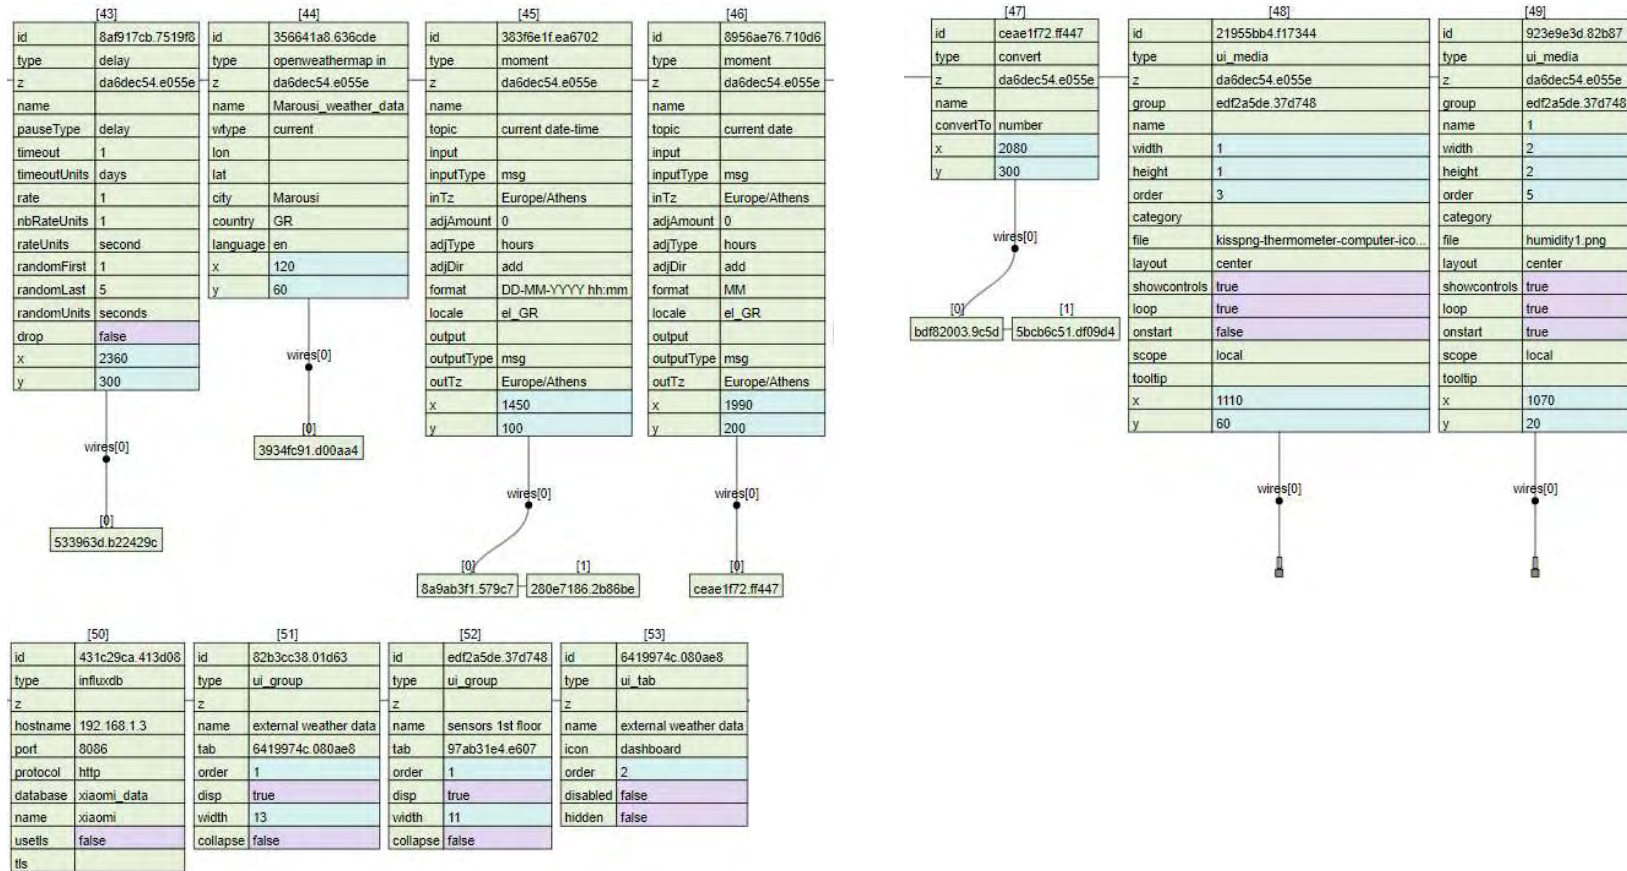 [43]
id 8af917cb.7519f8
type delay
z da6dec54.e055e
name
pauseType delay
timeout 1
timeoutUnits days
rate 1
nbRateUnits 1
rateUnits second
randomFirst 1
randomLast 5
randomUnits seconds
drop false
x 2360
y 300
wires[0]
[0]
533963d.b22429c
[44]
id 356641a8.636cde
type openweathermap in
z da6dec54.e055e
name Marousi_weather_data
wtype current
lon
lat
city Marousi
country GR
language en
x 120
y 60
wires[0]
[0]
3934fc91.d00aa4
[45]
id 383f6e1f.ea6702
type moment
z da6dec54.e055e
name
topic current date-time
input
inputType msg
inTz Europe/Athens
adjAmount 0
adjType hours
adjDir add
format DD-MM-YYYY hh:mm
locale el_GR
output
outputType msg
outTz Europe/Athens
x 1450
y 100
wires[0]
[0] [1]
8a9ab3f1.579c7 280e7186.2b86be
[46]
id 8956ae76.710d6
type moment
z da6dec54.e055e
name
topic current date
input
inputType msg
inTz Europe/Athens
adjAmount 0
adjType hours
adjDir add
format MM
locale el_GR
output
outputType msg
outTz Europe/Athens
x 1990
y 200
wires[0]
[0]
ceae1f72.ff447
[47]
id ceae1f72.ff447
type convert
z da6dec54.e055e
name
convertTo number
x 2080
y 300
wires[0]
[0] [1]
bdf82003.9c5d 5bcb6c51.df09d4
[48]
id 21955bb4.f17344
type ui_media
z da6dec54.e055e
group edf2a5de.37d748
name
width 1
height 1
order 3
category
file kisspng-thermometer-computer-ico...
layout center
showcontrols true
loop true
onstart false
scope local
tooltip
x 1110
y 60
wires[0]
[49]
id 923e9e3d.82b87
type ui_media
z da6dec54.e055e
group edf2a5de.37d748
name 1
width 2
height 2
order 5
category
file humidity1.png
layout center
showcontrols true
loop true
onstart true
scope local
tooltip
x 1070
y 20
wires[0]
[50]
id 431c29ca.413d08
type influxdb
z
hostname 192.168.1.3
port 8086
protocol http
database xiaomi_data
name xiaomi
usetls false
tls
[51]
id 82b3cc38.01d63
type ui_group
z
name external weather data
tab 6419974c.080ae8
order 1
disp true
width 13
collapse false
[52]
id edf2a5de.37d748
type ui_group
z
name sensors 1st floor
tab 97ab31e4.e607
order 1
disp true
width 11
collapse false
[53]
id 6419974c.080ae8
type ui_tab
z
name external weather data
icon dashboard
order 2
disabled false
hidden false